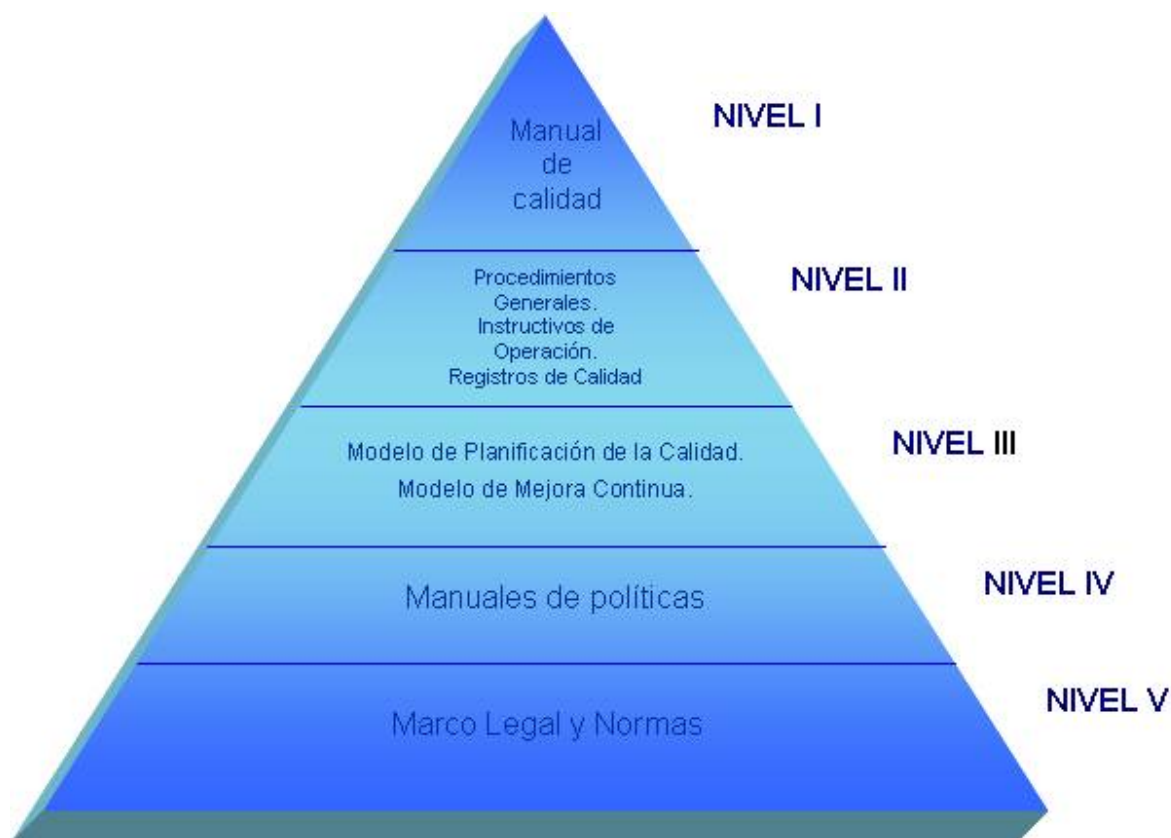 Manual
de
calidad
NIVEL I
Procedimientos
Generales.
Instructivos de
Operación.
Registros de Calidad
NIVEL II
Modelo de Planificación de la Calidad.
Modelo de Mejora Continua.
NIVEL III
Manuales de políticas
NIVEL IV
Marco Legal y Normas
NIVEL V